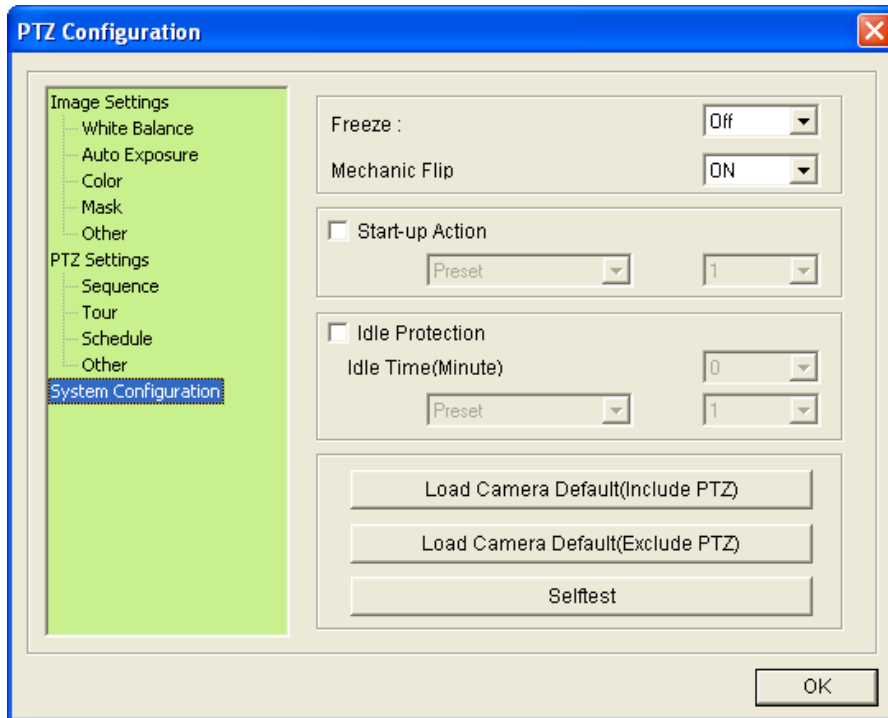 PTZ Configuration
Image Settings
White Balance
Auto Exposure
Color
Mask
Other
PTZ Settings
Sequence
Tour
Schedule
Other
System Configuration
Freeze : Off
Mechanic Flip ON
Start-up Action
Preset 1
Idle Protection
Idle Time(Minute) 0
Preset 1
Load Camera Default(Include PTZ)
Load Camera Default(Exclude PTZ)
Selftest
OK